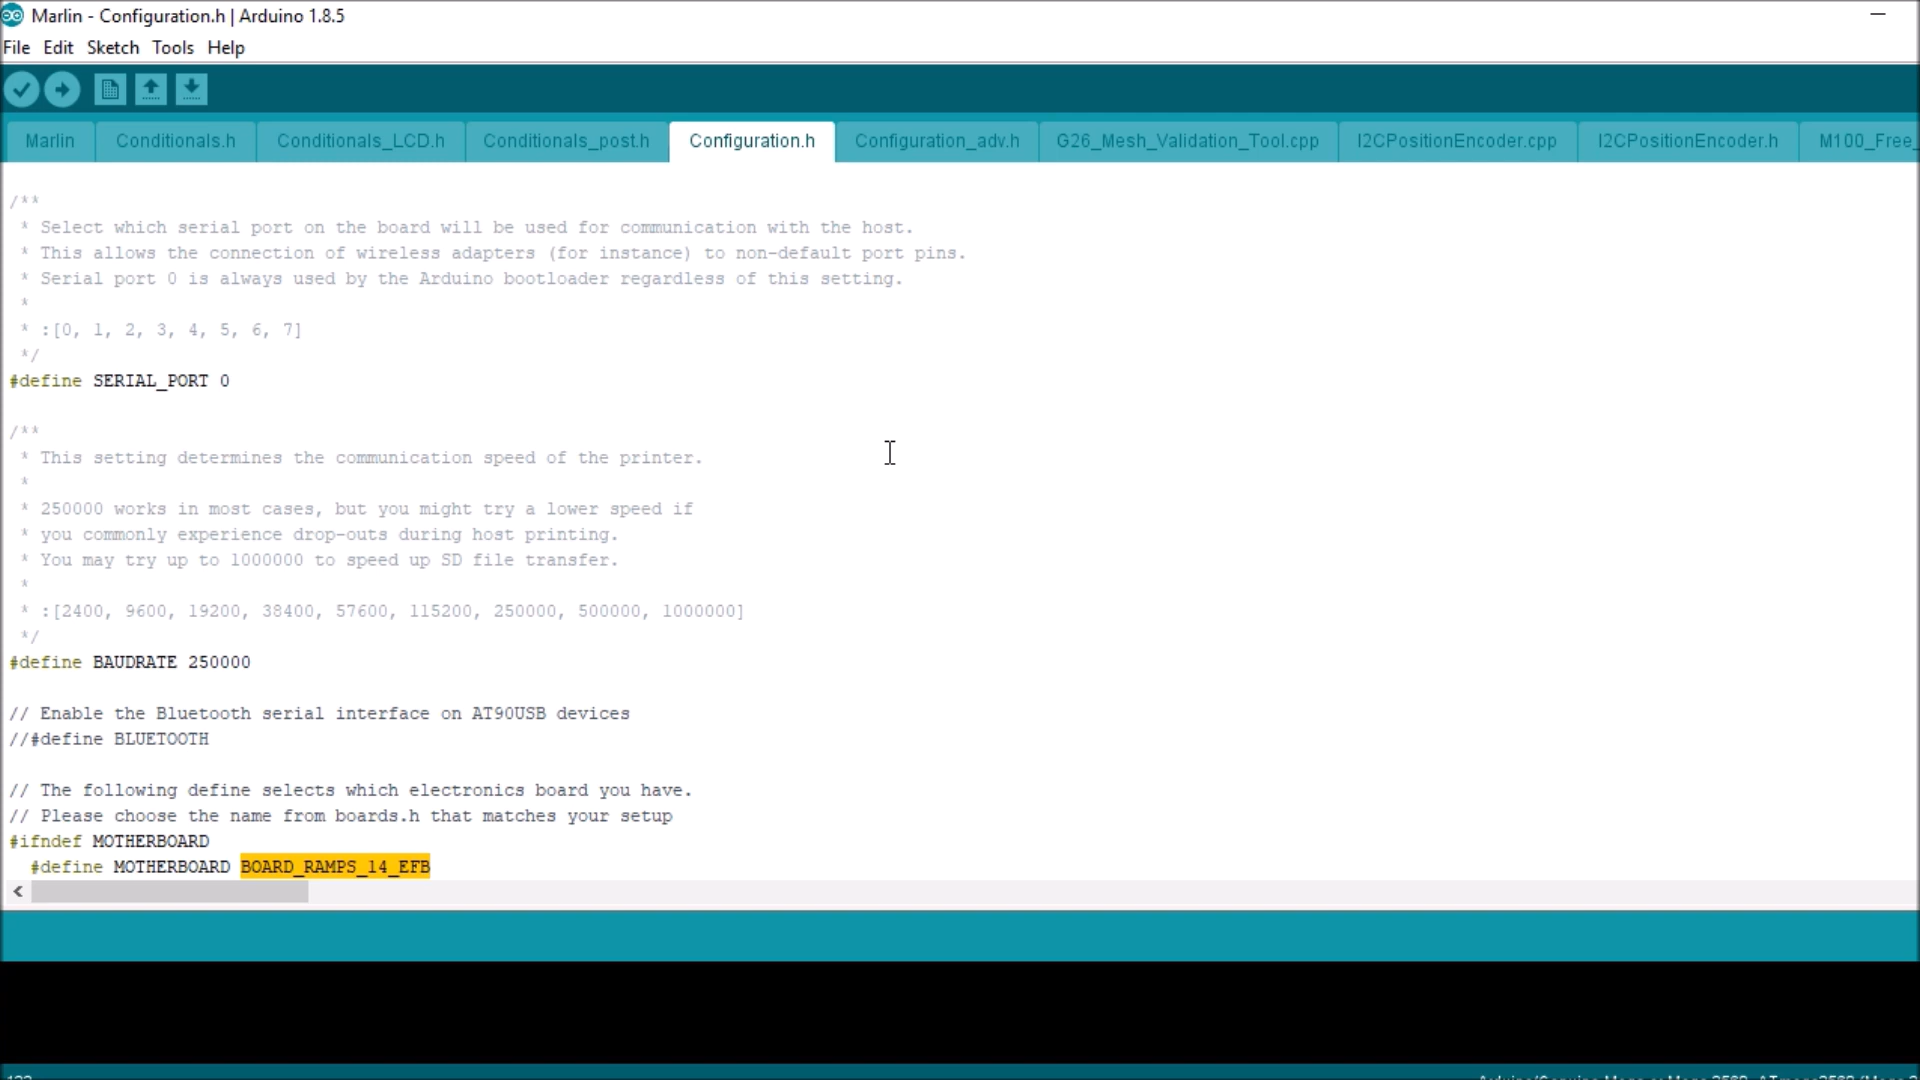 Marlin - Configuration.h | Arduino 1.8.5
File Edit Sketch Tools Help
Marlin Conditionals.h Conditionals_LCD.h Conditionals_post.h Configuration.h Configuration_adv.h G26_Mesh_Validation_Tool.cpp I2CPositionEncoder.cpp I2CPositionEncoder.h M100_Free_
/**
* Select which serial port on the board will be used for communication with the host.
* This allows the connection of wireless adapters (for instance) to non-default port pins.
* Serial port 0 is always used by the Arduino bootloader regardless of this setting.
*
* :[0, 1, 2, 3, 4, 5, 6, 7]
*/
#define SERIAL_PORT 0
/**
* This setting determines the communication speed of the printer.
*
* 250000 works in most cases, but you might try a lower speed if
* you commonly experience drop-outs during host printing.
* You may try up to 1000000 to speed up SD file transfer.
*
* :[2400, 9600, 19200, 38400, 57600, 115200, 250000, 500000, 1000000]
*/
#define BAUDRATE 250000
// Enable the Bluetooth serial interface on AT90USB devices
//#define BLUETOOTH
// The following define selects which electronics board you have.
// Please choose the name from boards.h that matches your setup
#ifndef MOTHERBOARD
#define MOTHERBOARD BOARD_RAMPS_14_EFB